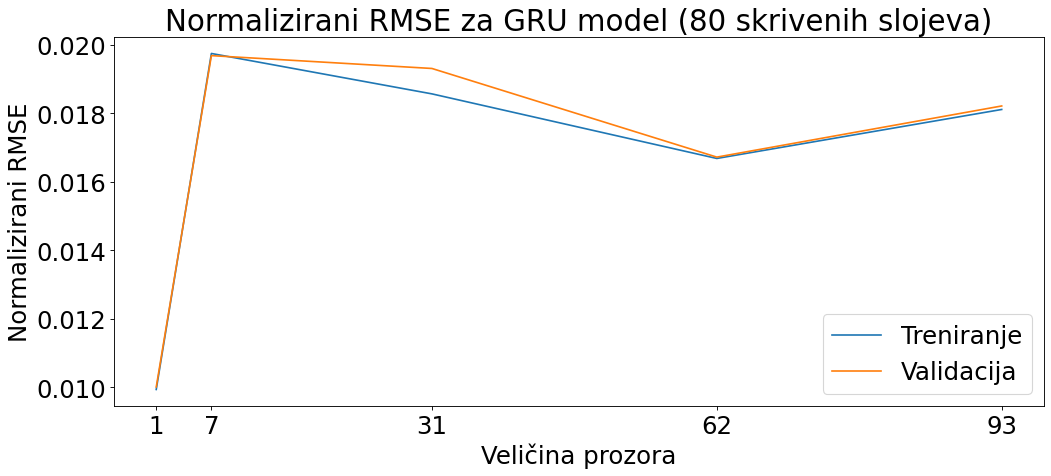 Normalizirani RMSE za GRU model (80 skrivenih slojeva)
Normalizirani RMSE
0.020
0.018
0.016
0.014
0.012
0.010
Treniranje
Validacija
1 7 31 62 93
Veličina prozora